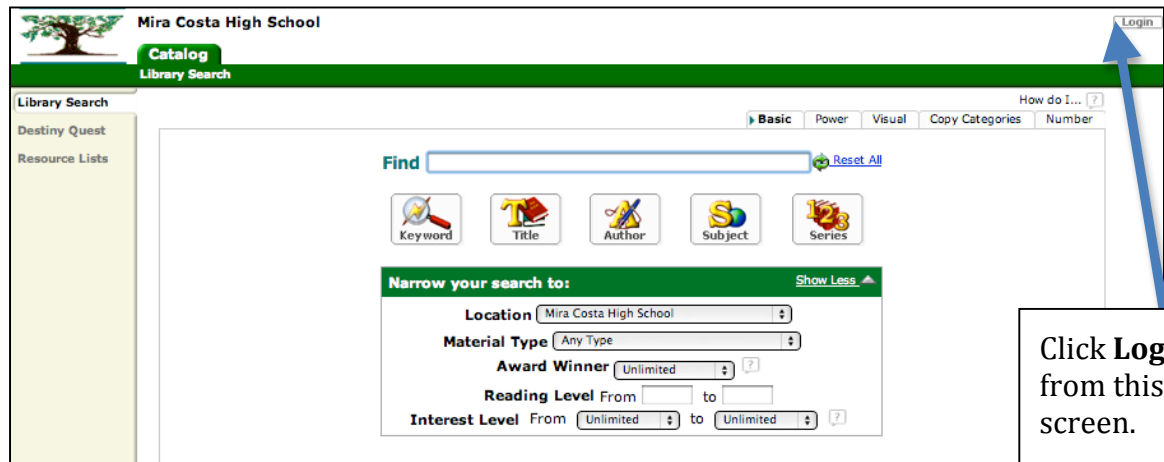 Mira Costa High School
Login
Catalog
Library Search
Library Search
How do I... ?
Basic Power Visual Copy Categories Number
Destiny Quest
Resource Lists
Find Reset All
Keyword Title Author Subject Series
Narrow your search to: Show Less
Location Mira Costa High School
Material Type Any Type
Award Winner Unlimited ?
Reading Level From to
Interest Level From Unlimited to Unlimited ?
Click Log
from this
screen.